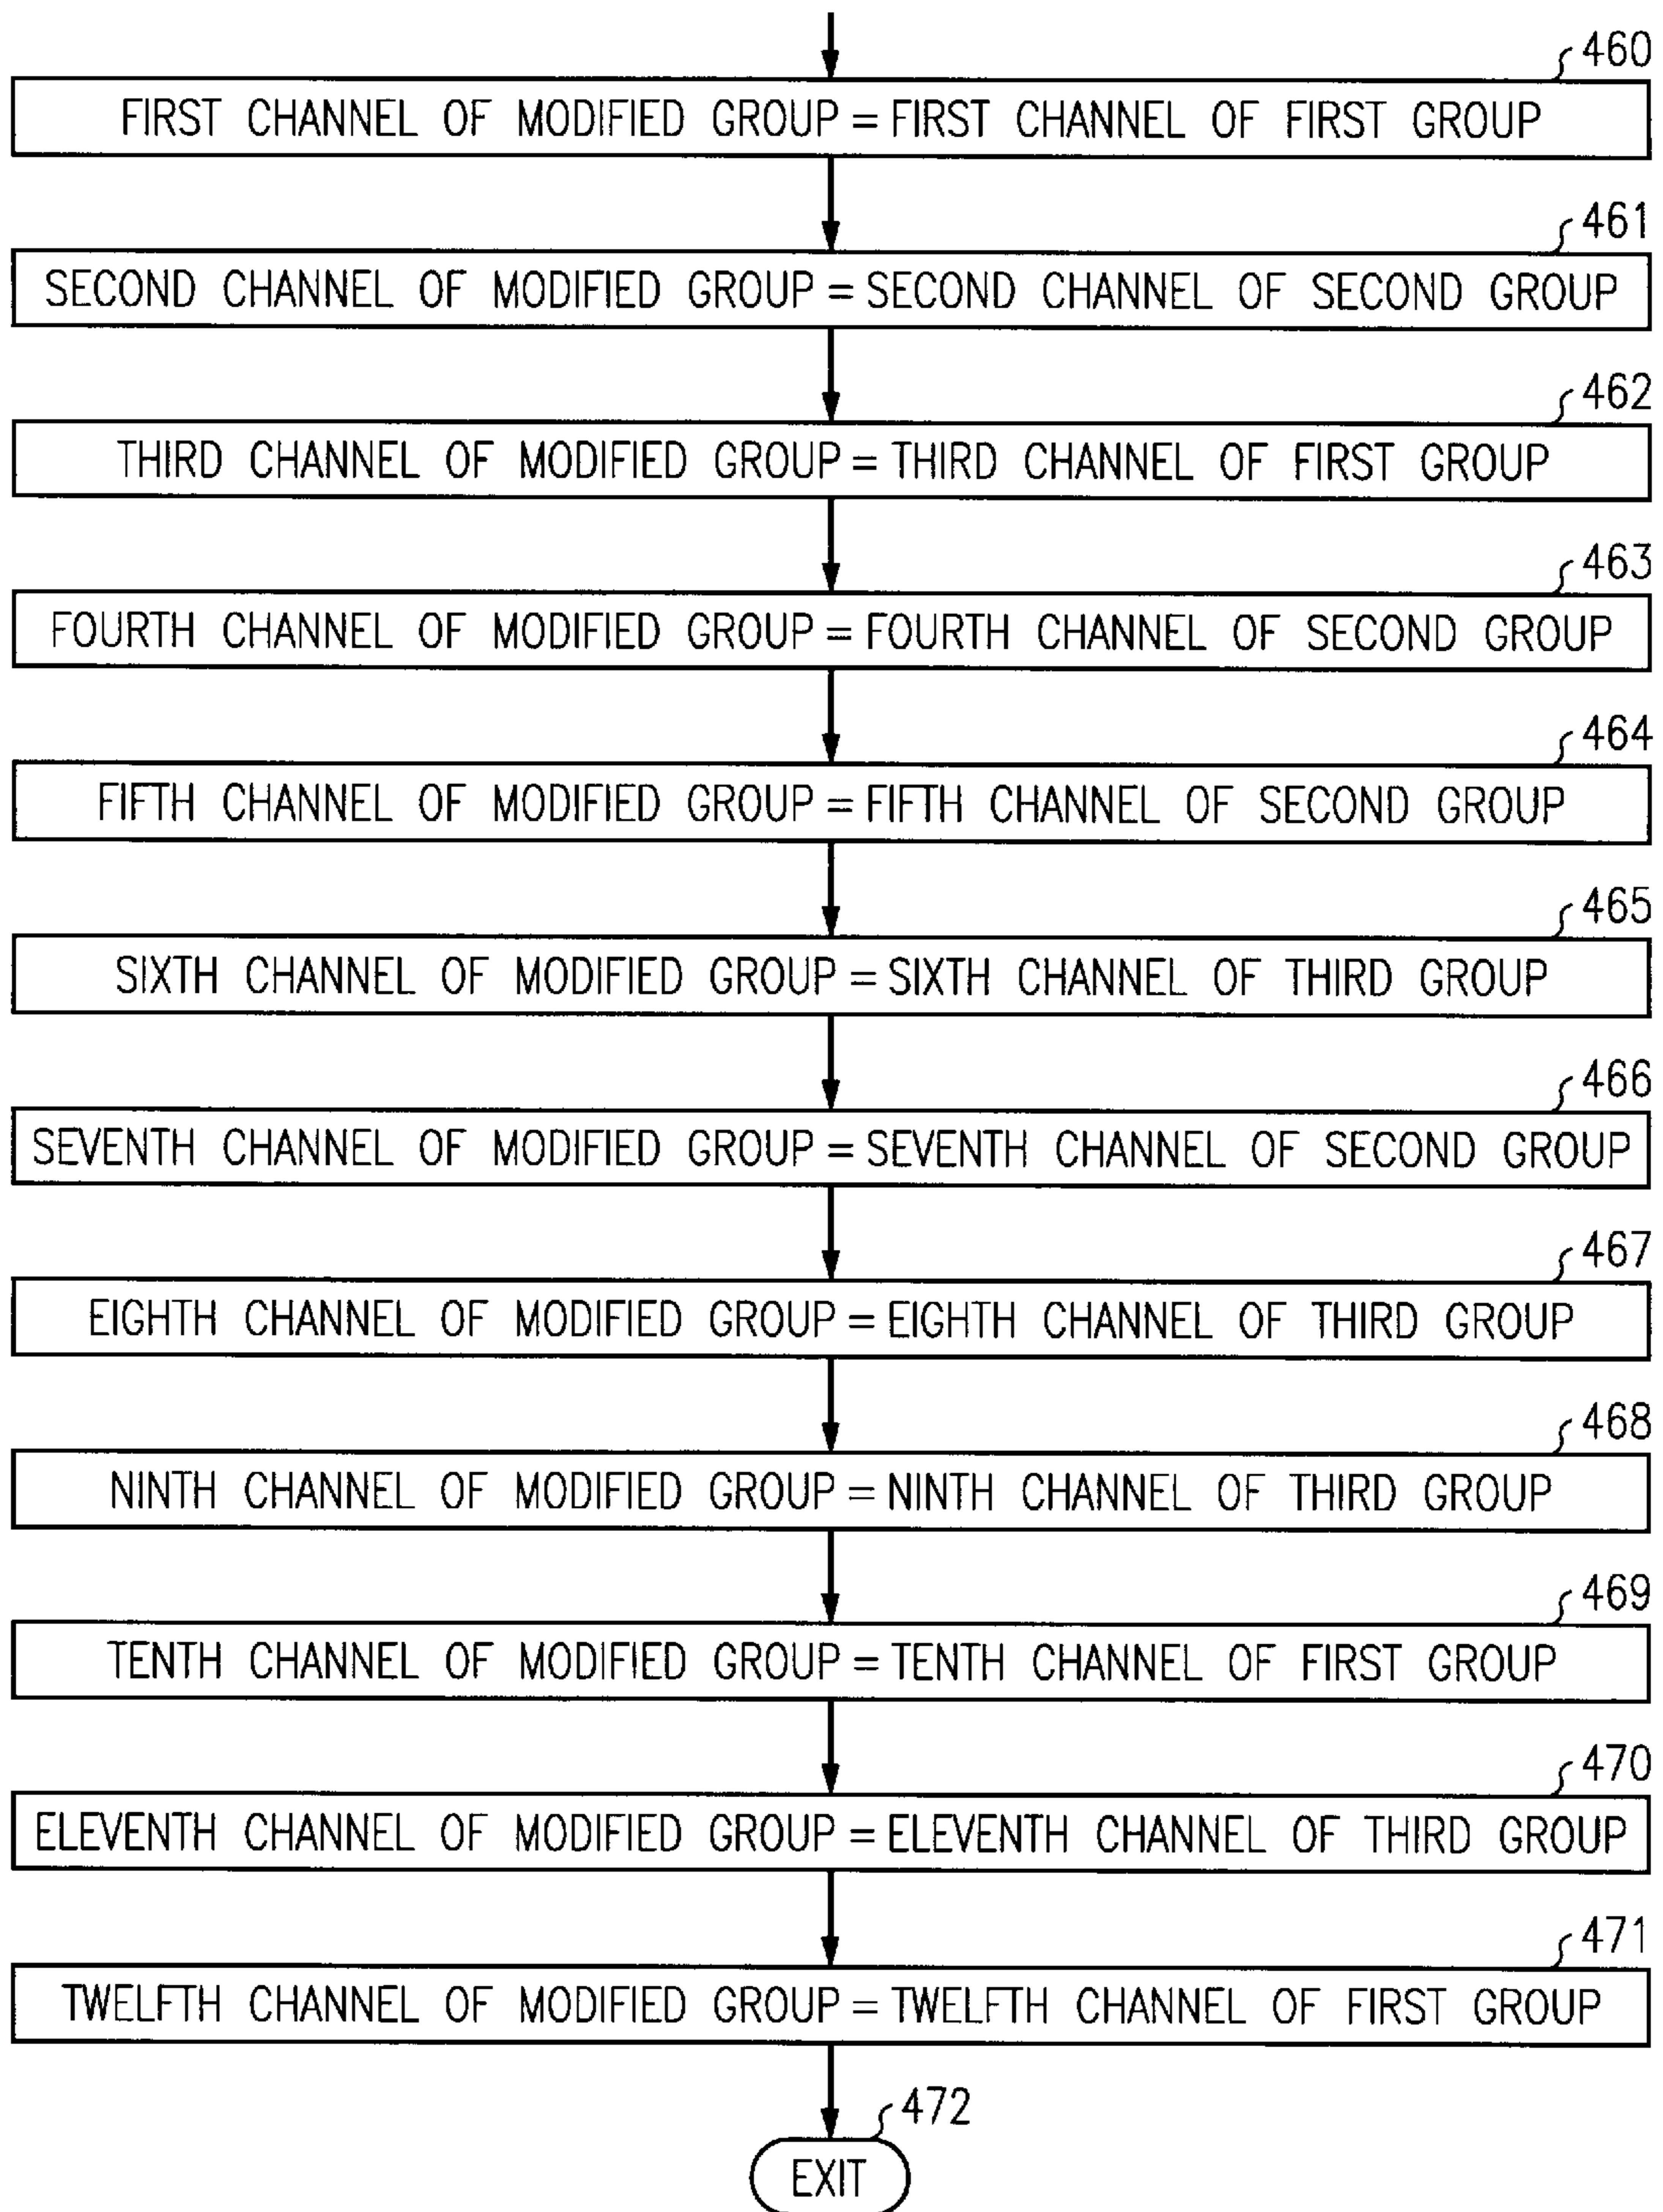 460
FIRST CHANNEL OF MODIFIED GROUP = FIRST CHANNEL OF FIRST GROUP
461
SECOND CHANNEL OF MODIFIED GROUP = SECOND CHANNEL OF SECOND GROUP
462
THIRD CHANNEL OF MODIFIED GROUP = THIRD CHANNEL OF FIRST GROUP
463
FOURTH CHANNEL OF MODIFIED GROUP = FOURTH CHANNEL OF SECOND GROUP
464
FIFTH CHANNEL OF MODIFIED GROUP = FIFTH CHANNEL OF SECOND GROUP
465
SIXTH CHANNEL OF MODIFIED GROUP = SIXTH CHANNEL OF THIRD GROUP
466
SEVENTH CHANNEL OF MODIFIED GROUP = SEVENTH CHANNEL OF SECOND GROUP
467
EIGHTH CHANNEL OF MODIFIED GROUP = EIGHTH CHANNEL OF THIRD GROUP
468
NINTH CHANNEL OF MODIFIED GROUP = NINTH CHANNEL OF THIRD GROUP
469
TENTH CHANNEL OF MODIFIED GROUP = TENTH CHANNEL OF FIRST GROUP
470
ELEVENTH CHANNEL OF MODIFIED GROUP = ELEVENTH CHANNEL OF THIRD GROUP
471
TWELFTH CHANNEL OF MODIFIED GROUP = TWELFTH CHANNEL OF FIRST GROUP
472
EXIT